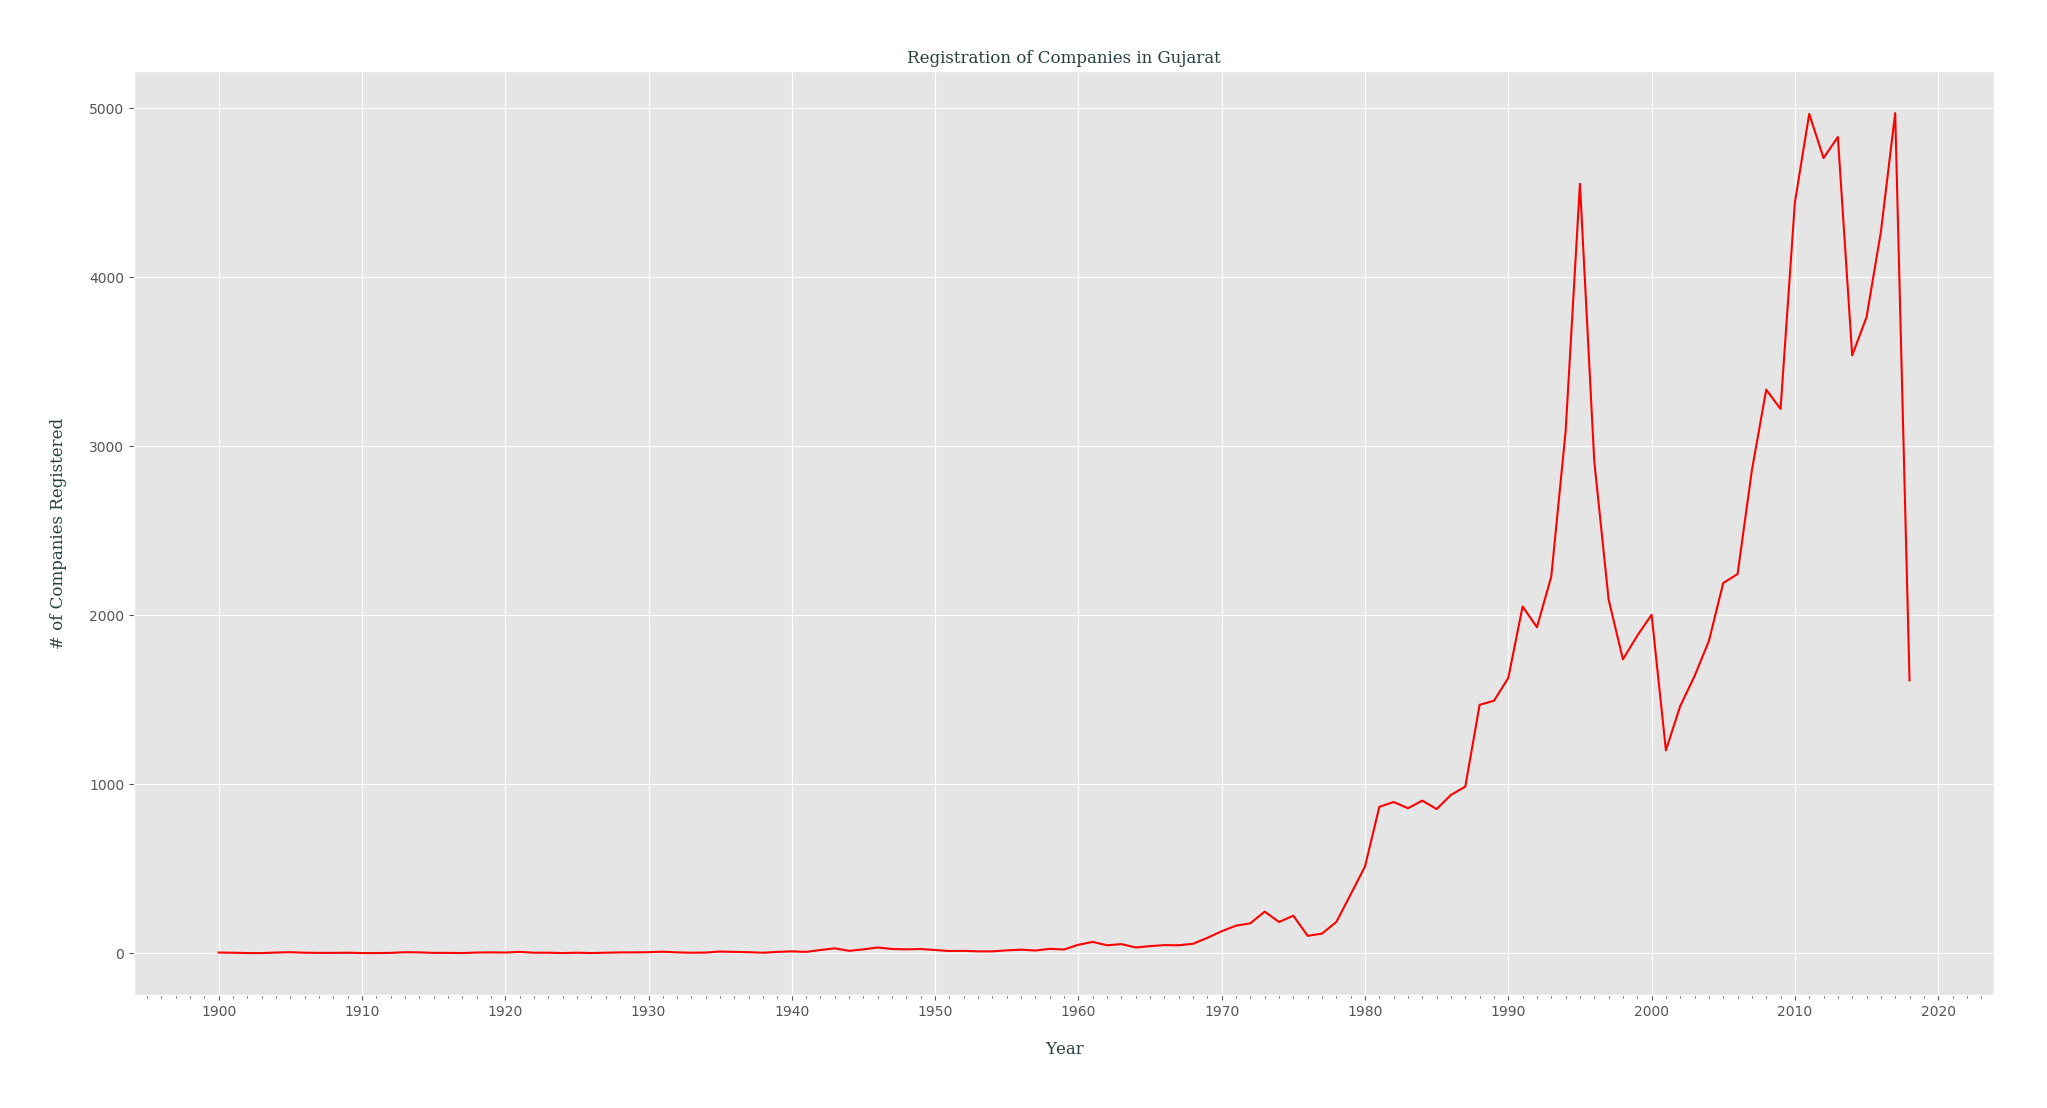 Registration of Companies in Gujarat
5000
4000
3000
2000
1000
0
# of Companies Registered
1900 1910 1920 1930 1940 1950 1960 1970 1980 1990 2000 2010 2020
Year